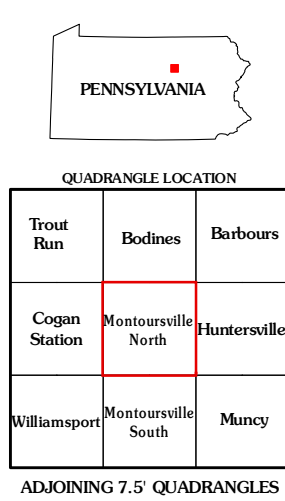 PENNSYLVANIA
QUADRANGLE LOCATION
Trout
Run
Bodines
Barbours
Cogan
Station
Montoursville
North
Huntersville
Williamsport
Montoursville
South
Muncy
ADJOINING 7.5' QUADRANGLES